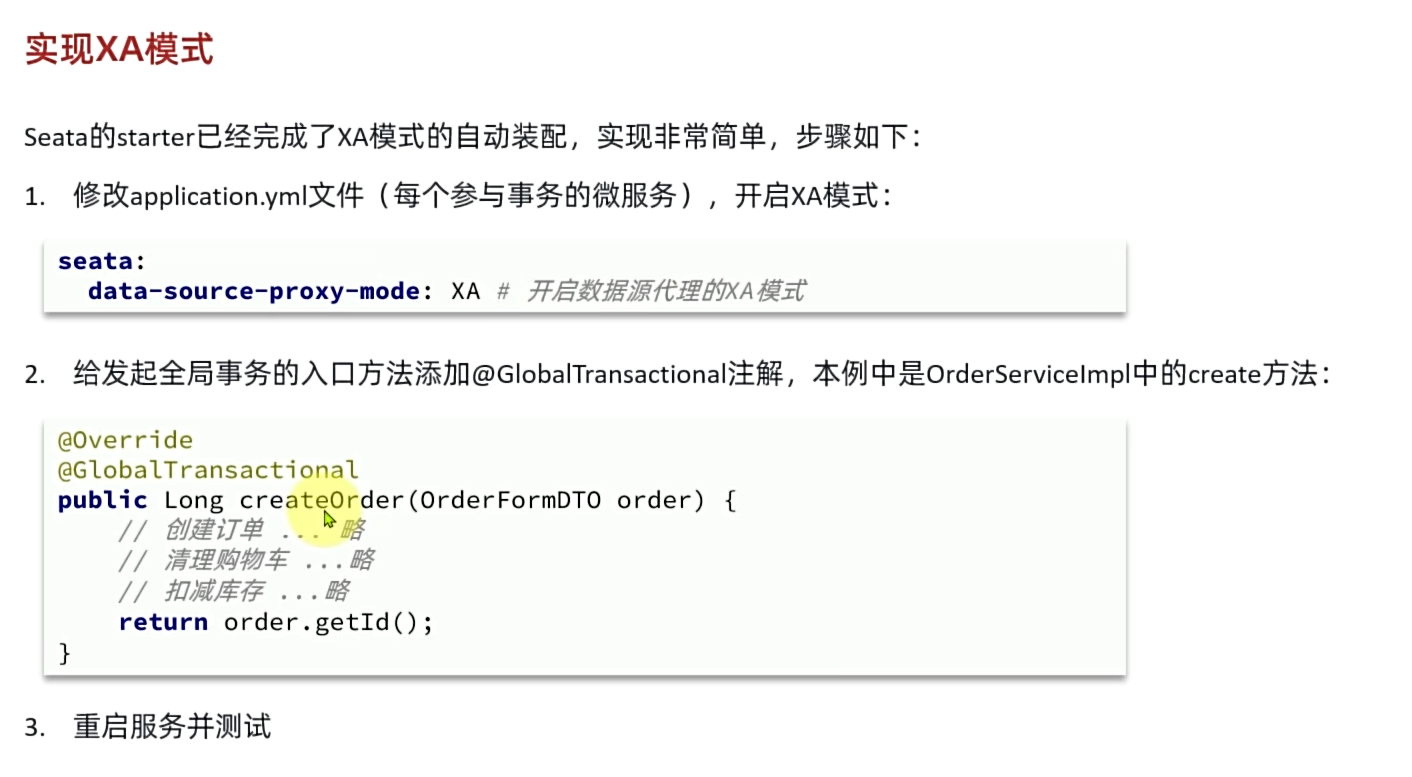 实现XA模式
Seata的starter已经完成了XA模式的自动装配，实现非常简单，步骤如下：
1. 修改application.yml文件（每个参与事务的微服务），开启XA模式：
seata:
  data-source-proxy-mode: XA # 开启数据源代理的XA模式
2. 给发起全局事务的入口方法添加@GlobalTransactional注解，本例中是OrderServiceImpl中的create方法：
@Override
@GlobalTransactional
public Long createOrder(OrderFormDTO order) {
    // 创建订单 ... 略
    // 清理购物车 ...略
    // 扣减库存 ...略
    return order.getId();
}
3. 重启服务并测试